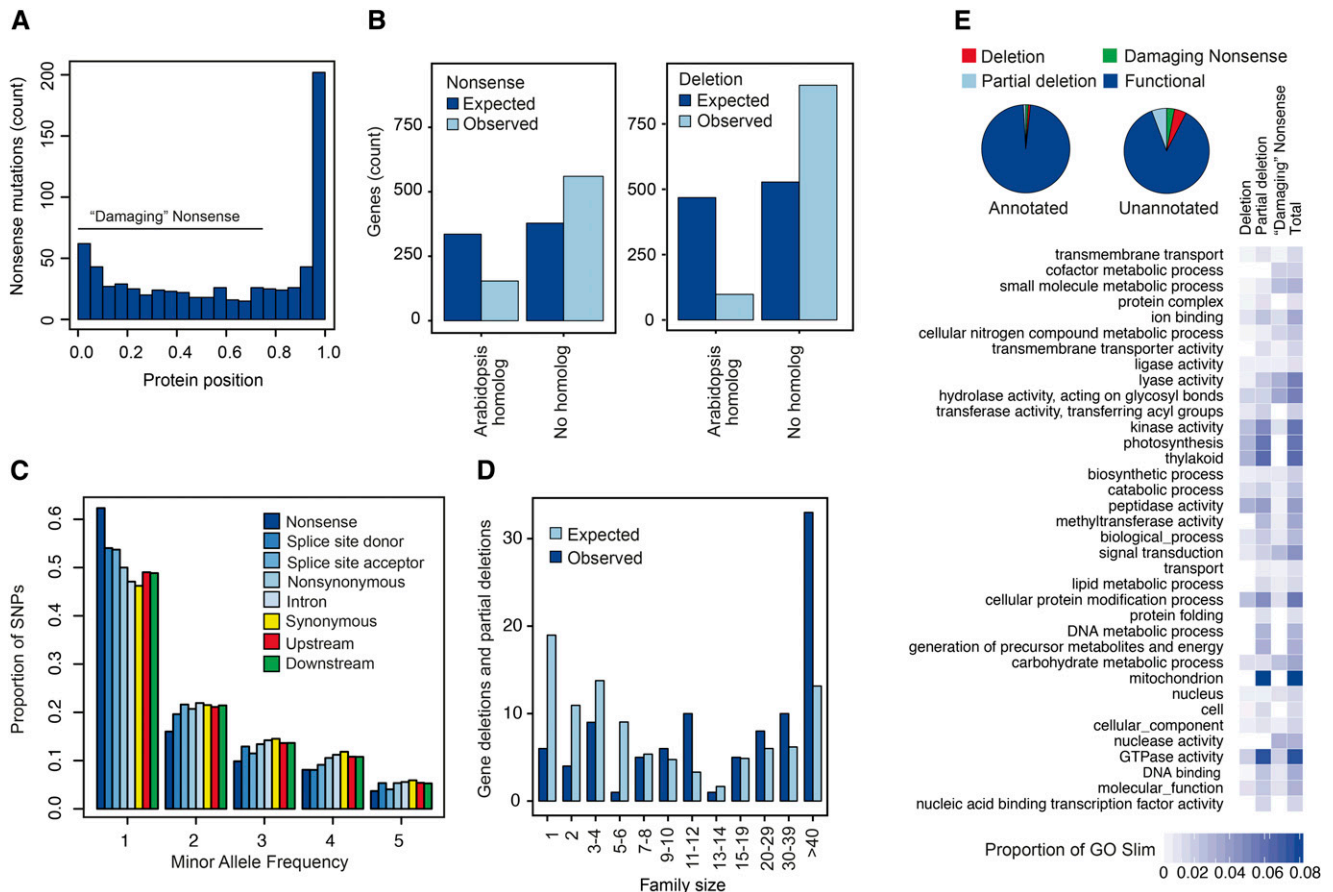 A
Nonsense mutations (count)
200
150
100
50
0
"Damaging" Nonsense
0.0 0.2 0.4 0.6 0.8 1.0
Protein position
B
Genes (count)
750
500
250
0
Nonsense
Expected
Observed
Arabidopsis
homolog
No homolog
750
500
250
0
Deletion
Expected
Observed
Arabidopsis
homolog
No homolog
C
Proportion of SNPs
0.6
0.5
0.4
0.3
0.2
0.1
0.0
Nonsense
Splice site donor
Splice site acceptor
Nonsynonymous
Intron
Synonymous
Upstream
Downstream
1 2 3 4 5
Minor Allele Frequency
D
Gene deletions and partial deletions
30
20
10
0
Expected
Observed
1
2
3-4
5-6
7-8
9-10
11-12
13-14
15-19
20-29
30-39
>40
Family size
E
Deletion
Damaging Nonsense
Partial deletion
Functional
Annotated
Unannotated
Deletion
Partial deletion
"Damaging" Nonsense
Total
transmembrane transport
cofactor metabolic process
small molecule metabolic process
protein complex
ion binding
cellular nitrogen compound metabolic process
transmembrane transporter activity
ligase activity
lyase activity
hydrolase activity, acting on glycosyl bonds
transferase activity, transferring acyl groups
kinase activity
photosynthesis
thylakoid
biosynthetic process
catabolic process
peptidase activity
methyltransferase activity
biological_process
signal transduction
transport
lipid metabolic process
cellular protein modification process
protein folding
DNA metabolic process
generation of precursor metabolites and energy
carbohydrate metabolic process
mitochondrion
nucleus
cell
cellular_component
nuclease activity
GTPase activity
DNA binding
molecular_function
nucleic acid binding transcription factor activity
Proportion of GO Slim
0 0.02 0.04 0.06 0.08